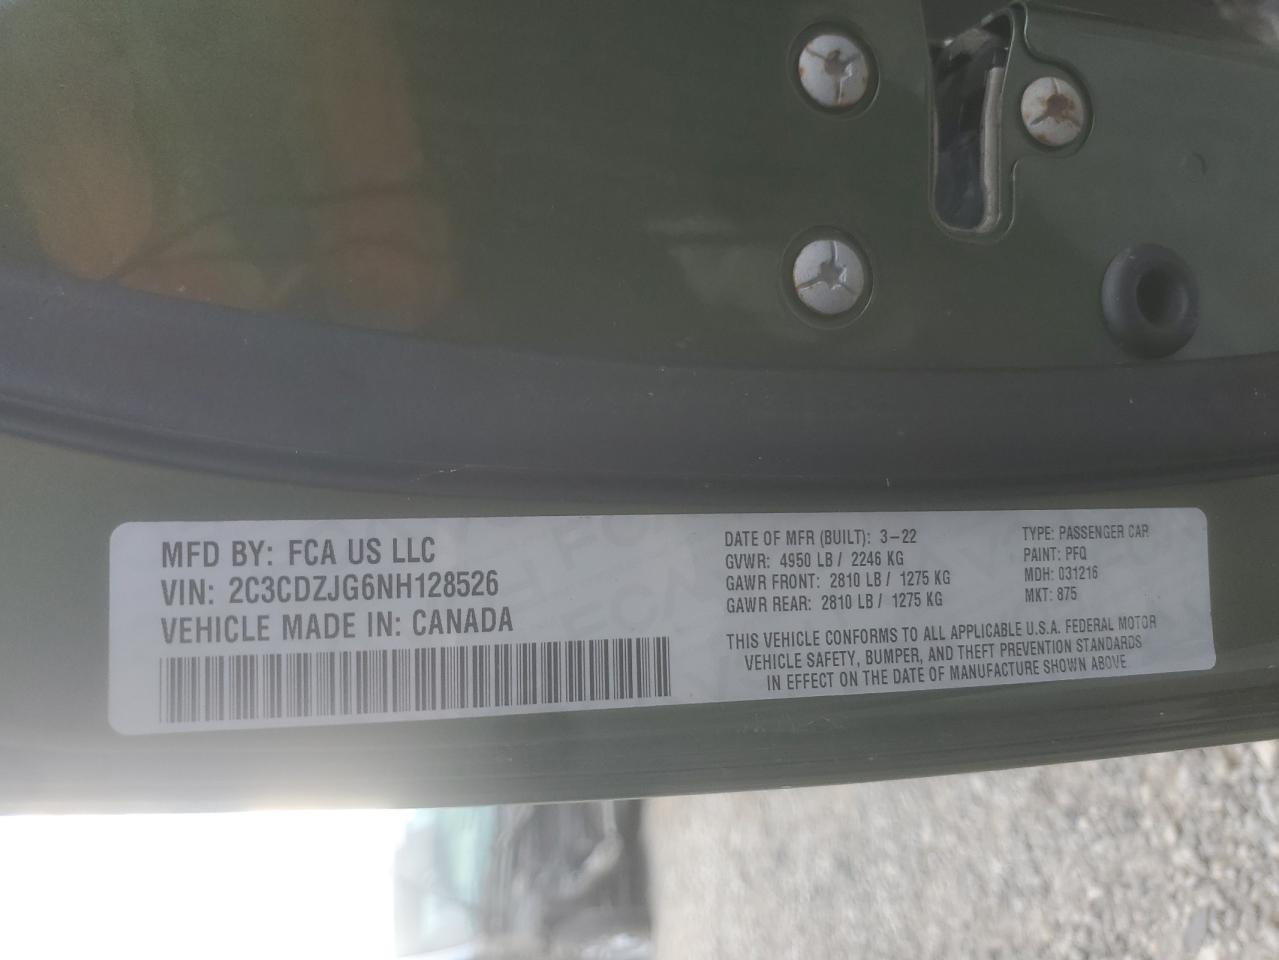 MFD BY: FCA US LLC
VIN: 2C3CDZJG6NH128526
VEHICLE MADE IN: CANADA
DATE OF MFR (BUILT): 3-22
GVWR: 4950 LB / 2246 KG
GAWR FRONT: 2810 LB / 1275 KG
GAWR REAR: 2810 LB / 1275 KG
TYPE: PASSENGER CAR
PAINT: PFQ
MDH: 031216
MKT: 875
THIS VEHICLE CONFORMS TO ALL APPLICABLE U.S.A. FEDERAL MOTOR
VEHICLE SAFETY, BUMPER, AND THEFT PREVENTION STANDARDS
IN EFFECT ON THE DATE OF MANUFACTURE SHOWN ABOVE